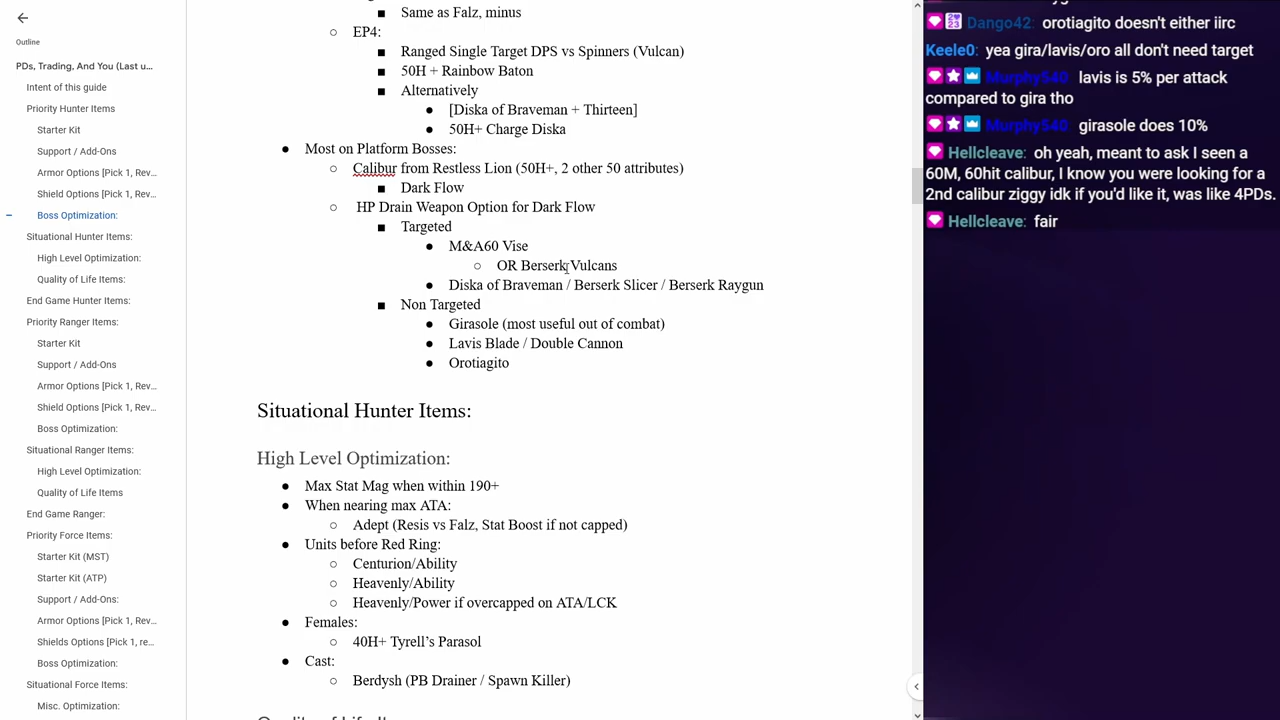 Outline
PDs, Trading, And You (Last u...
Intent of this guide
Priority Hunter Items
Starter Kit
Support / Add-Ons
Armor Options [Pick 1, Rev...
Shield Options [Pick 1, Rev...
Boss Optimization:
Situational Hunter Items:
High Level Optimization:
Quality of Life Items:
End Game Hunter Items:
Priority Ranger Items:
Starter Kit
Support / Add-Ons:
Armor Options [Pick 1, Rev...
Shield Options [Pick 1, Rev...
Boss Optimization:
Situational Ranger Items:
High Level Optimization:
Quality of Life Items
End Game Ranger:
Priority Force Items:
Starter Kit (MST)
Starter Kit (ATP)
Support / Add-Ons:
Armor Options [Pick 1, Rev...
Shields Options [Pick 1, re...
Boss Optimization:
Situational Force Items:
Misc. Optimization:
Same as Falz, minus
EP4:
Ranged Single Target DPS vs Spinners (Vulcan)
50H + Rainbow Baton
Alternatively
[Diska of Braveman + Thirteen]
50H+ Charge Diska
Most on Platform Bosses:
Calibur from Restless Lion (50H+, 2 other 50 attributes)
Dark Flow
HP Drain Weapon Option for Dark Flow
Targeted
M&A60 Vise
OR Berserk Vulcans
Diska of Braveman / Berserk Slicer / Berserk Raygun
Non Targeted
Girasole (most useful out of combat)
Lavis Blade / Double Cannon
Orotiagito
Situational Hunter Items:
High Level Optimization:
Max Stat Mag when within 190+
When nearing max ATA:
Adept (Resis vs Falz, Stat Boost if not capped)
Units before Red Ring:
Centurion/Ability
Heavenly/Ability
Heavenly/Power if overcapped on ATA/LCK
Females:
40H+ Tyrell's Parasol
Cast:
Berdysh (PB Drainer / Spawn Killer)
Dango42: orotiagito doesn't either iirc
Keele0: yea gira/lavis/oro all don't need target
Murphy540: lavis is 5% per attack
compared to gira tho
Murphy540: girasole does 10%
Hellcleave: oh yeah, meant to ask I seen a
60M, 60hit calibur, I know you were looking for a
2nd calibur ziggy idk if you'd like it, was like 4PDs.
Hellcleave: fair